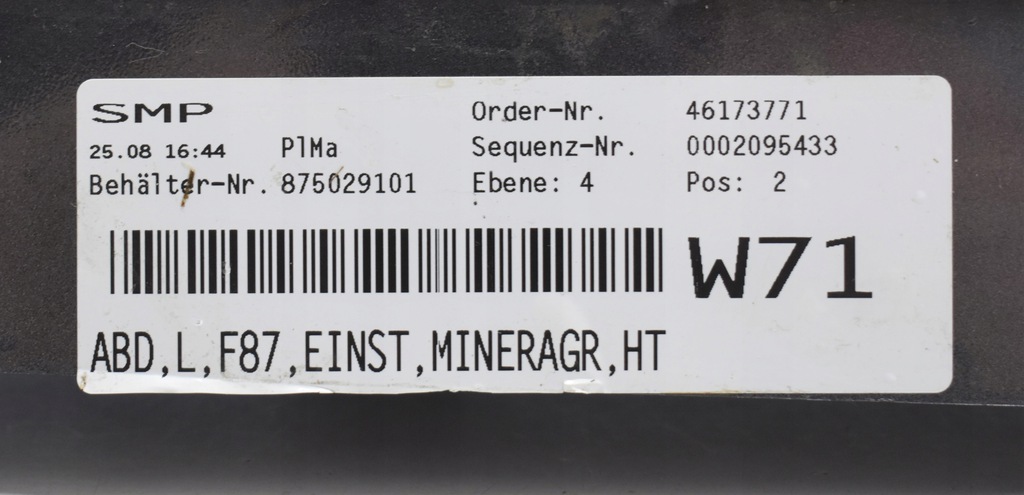 SMP Order-Nr. 46173771
25.08 16:44 PlMa Sequenz-Nr. 0002095433
Behälter-Nr. 875029101 Ebene: 4 Pos: 2
W71
ABD,L,F87,EINST,MINERAGR,HT